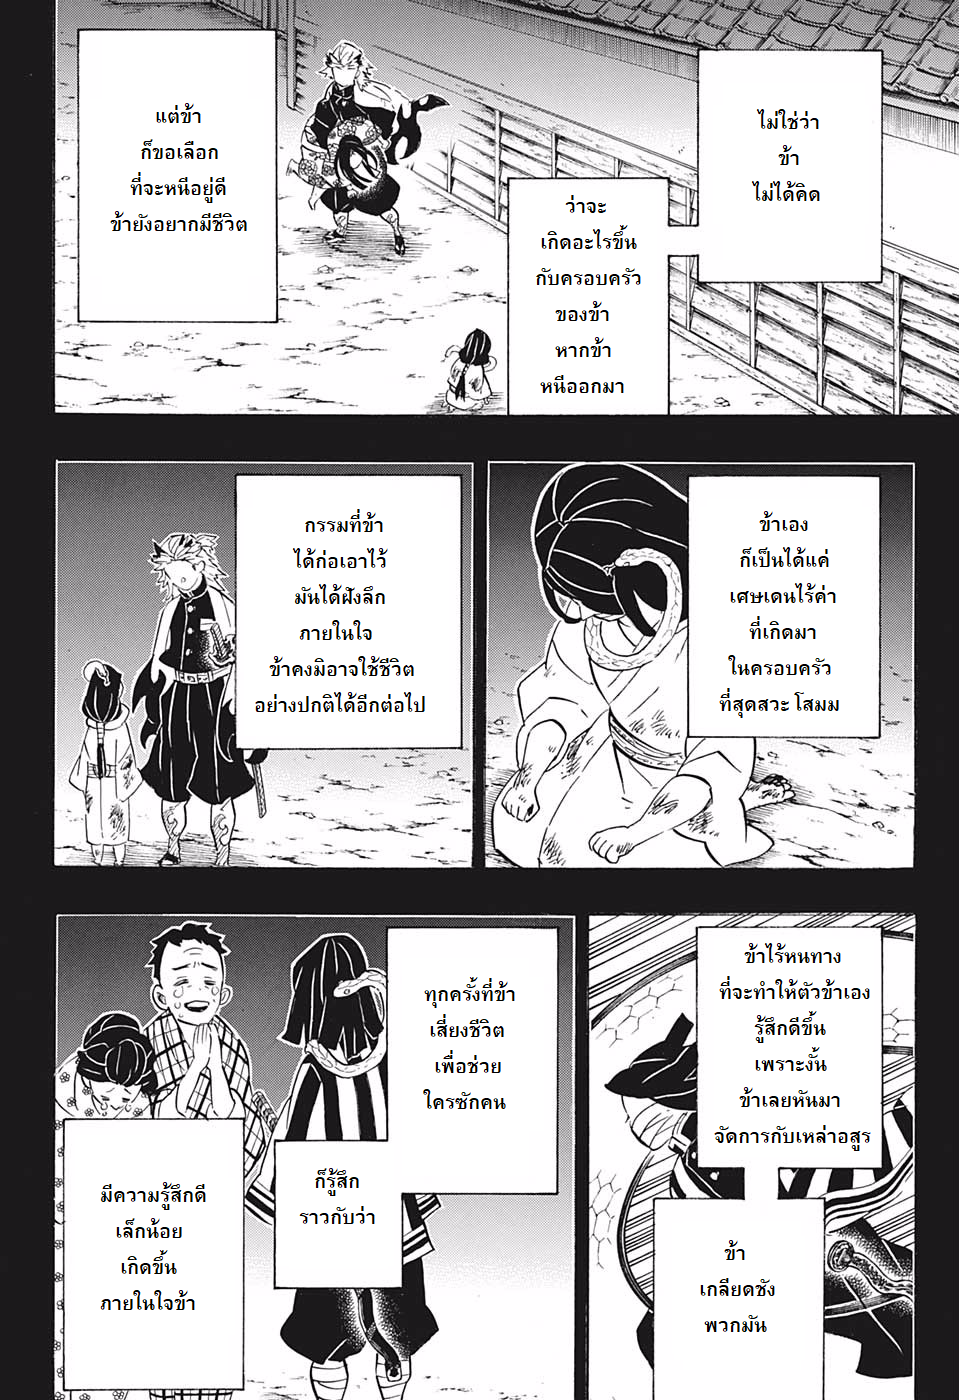 ไม่ใช่ว่า
ข้า
ไม่ได้คิด
ว่าจะ
เกิดอะไรขึ้น
กับครอบครัว
ของข้า
หากข้า
หนีออกมา
แต่ข้า
ก็ขอเลือก
ที่จะหนีอยู่ดี
ข้ายังอยากมีชีวิต
ข้าเอง
ก็เป็นได้แค่
เศษเดนไร้ค่า
ที่เกิดมา
ในครอบครัว
ที่สุดสวะโสมม
กรรมที่ข้า
ได้ก่อเอาไว้
มันได้ฝังลึก
ภายในใจ
ข้าคงมิอาจใช้ชีวิต
อย่างปกติได้อีกต่อไป
ข้าไร้หนทาง
ที่จะทำให้ตัวข้าเอง
รู้สึกดีขึ้น
เพราะงั้น
ข้าเลยหันมา
จัดการกับเหล่าอสูร
ข้า
เกลียดชัง
พวกมัน
ทุกครั้งที่ข้า
เสี่ยงชีวิต
เพื่อช่วย
ใครซักคน
ก็รู้สึก
ราวกับว่า
มีความรู้สึกดี
เล็กน้อย
เกิดขึ้น
ภายในใจข้า